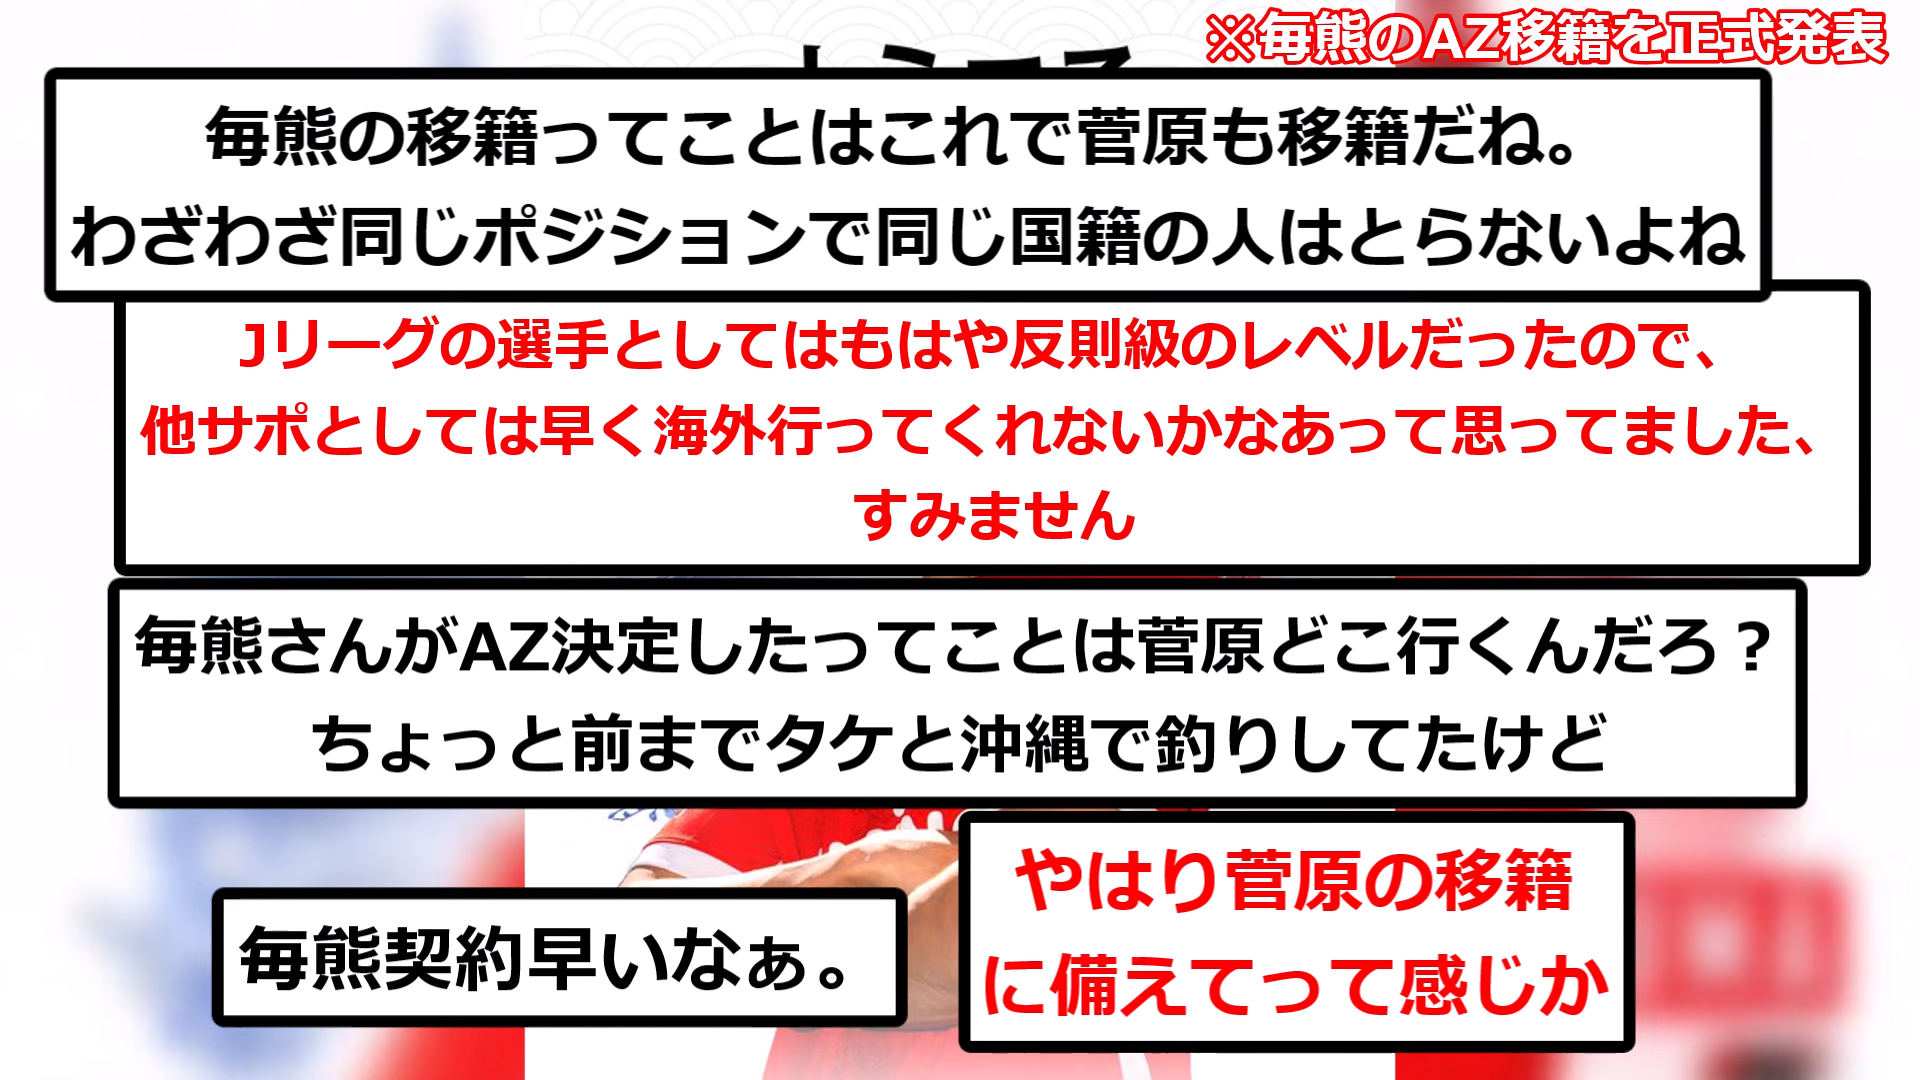 ※毎熊のAZ移籍を正式発表
毎熊の移籍ってことはこれで菅原も移籍だね。
わざわざ同じポジションで同じ国籍の人はとらないよね
Jリーグの選手としてはもはや反則級のレベルだったので、
他サポとしては早く海外行ってくれないかなあって思ってました、
すみません
毎熊さんがAZ決定したってことは菅原どこ行くんだろ？
ちょっと前までタケと沖縄で釣りしてたけど
やはり菅原の移籍
に備えてって感じか
毎熊契約早いなぁ。